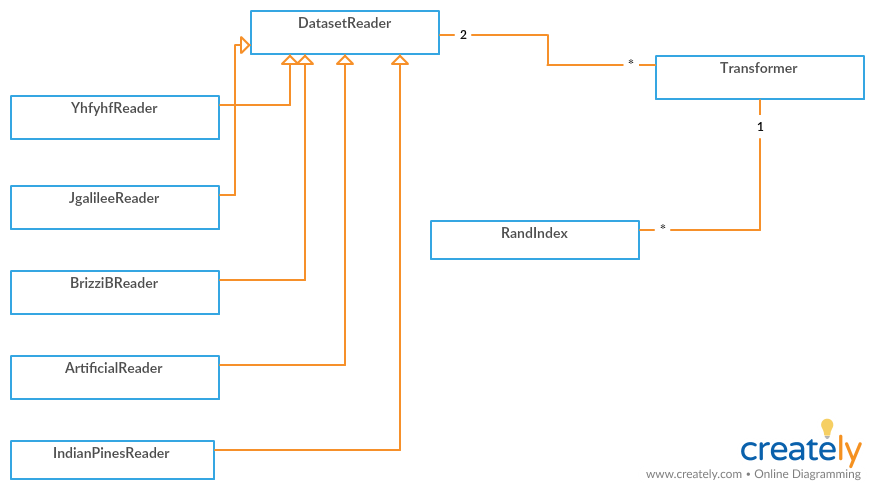 DatasetReader
2
*
Transformer
YhfyhfReader
1
JgalileeReader
RandIndex
*
BrizziBReader
ArtificialReader
IndianPinesReader
creately
www.creately.com • Online Diagramming